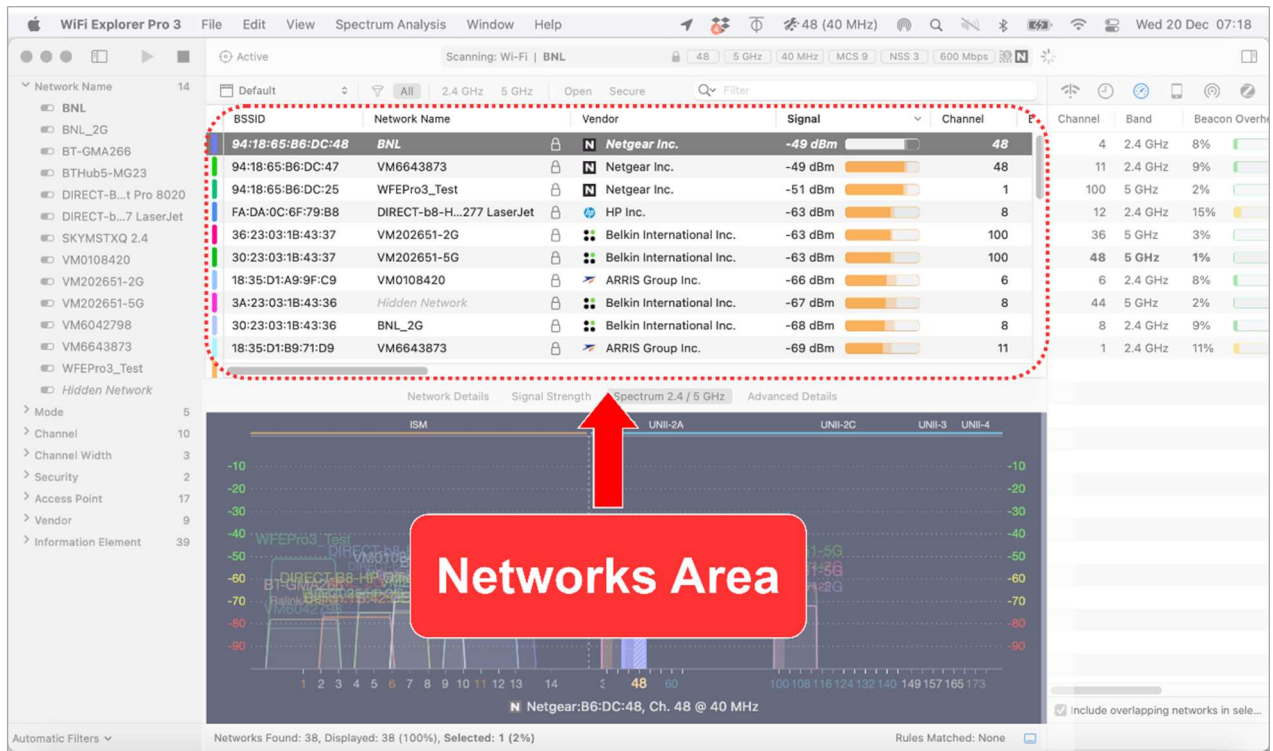 WiFi Explorer Pro 3 File Edit View Spectrum Analysis Window Help 48 (40 MHz) Wed 20 Dec 07:18
Active Scanning: Wi-Fi | BNL 48 5 GHz 40 MHz MCS 9 NSS 3 600 Mbps N
Network Name 14
BNL
BNL_2G
BT-GMA266
BTHub5-MG23
DIRECT-B...t Pro 8020
DIRECT-b...7 LaserJet
SKYMSTXQ 2.4
VM0108420
VM202651-2G
VM202651-5G
VM6042798
VM6643873
WFEPro3_Test
Hidden Network
Mode 5
Channel 10
Channel Width 3
Security 2
Access Point 17
Vendor 9
Information Element 39
Automatic Filters
Default All 2.4 GHz 5 GHz Open Secure Filter
BSSID Network Name Vendor Signal Channel
94:18:65:B6:DC:48 BNL N Netgear Inc. -49 dBm 48
94:18:65:B6:DC:47 VM6643873 N Netgear Inc. -49 dBm 48
94:18:65:B6:DC:25 WFEPro3_Test N Netgear Inc. -51 dBm 1
FA:DA:0C:6F:79:B8 DIRECT-b8-H...277 LaserJet HP Inc. -63 dBm 8
36:23:03:1B:43:37 VM202651-2G Belkin International Inc. -63 dBm 100
30:23:03:1B:43:37 VM202651-5G Belkin International Inc. -63 dBm 100
18:35:D1:A9:9F:C9 VM0108420 ARRIS Group Inc. -66 dBm 6
3A:23:03:1B:43:36 Hidden Network Belkin International Inc. -67 dBm 8
30:23:03:1B:43:36 BNL_2G Belkin International Inc. -68 dBm 8
18:35:D1:B9:71:D9 VM6643873 ARRIS Group Inc. -69 dBm 11
Channel Band Beacon Overhe
4 2.4 GHz 8%
11 2.4 GHz 9%
100 5 GHz 2%
12 2.4 GHz 15%
36 5 GHz 3%
48 5 GHz 1%
6 2.4 GHz 8%
44 5 GHz 2%
8 2.4 GHz 9%
1 2.4 GHz 11%
Network Details Signal Strength Spectrum 2.4 / 5 GHz Advanced Details
ISM UNII-2A UNII-2C UNII-3 UNII-4
-10 -10
-20 -20
-30 -30
-40 -40
WFEPro3_Test
-50 -50
-60 -60
-70 -70
VM6042798
-80 -80
-90 -90
Networks Area
1 2 3 4 5 6 7 8 9 10 11 12 13 14 48 60 100 108 116 124 132 140 149 157 165 173
N Netgear:B6:DC:48, Ch. 48 @ 40 MHz
Include overlapping networks in sele...
Networks Found: 38, Displayed: 38 (100%), Selected: 1 (2%) Rules Matched: None